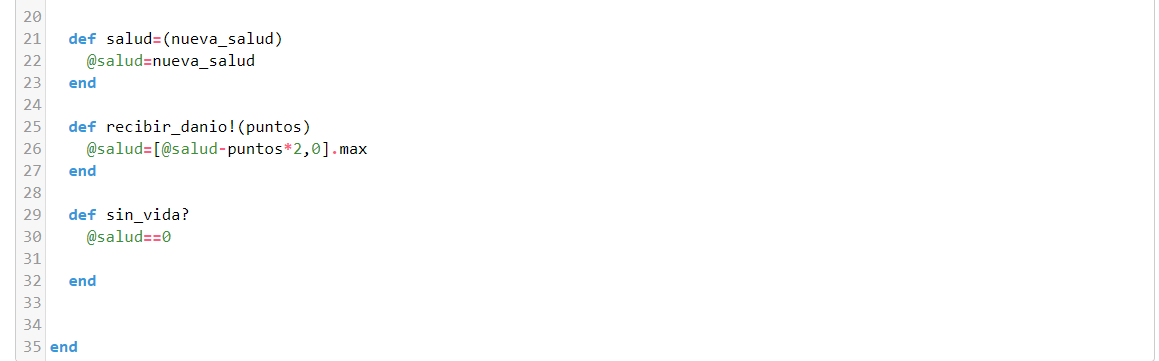 20
21 def salud=(nueva_salud)
22 @salud=nueva_salud
23 end
24
25 def recibir_danio!(puntos)
26 @salud=[@salud-puntos*2,0].max
27 end
28
29 def sin_vida?
30 @salud==0
31
32 end
33
34
35 end